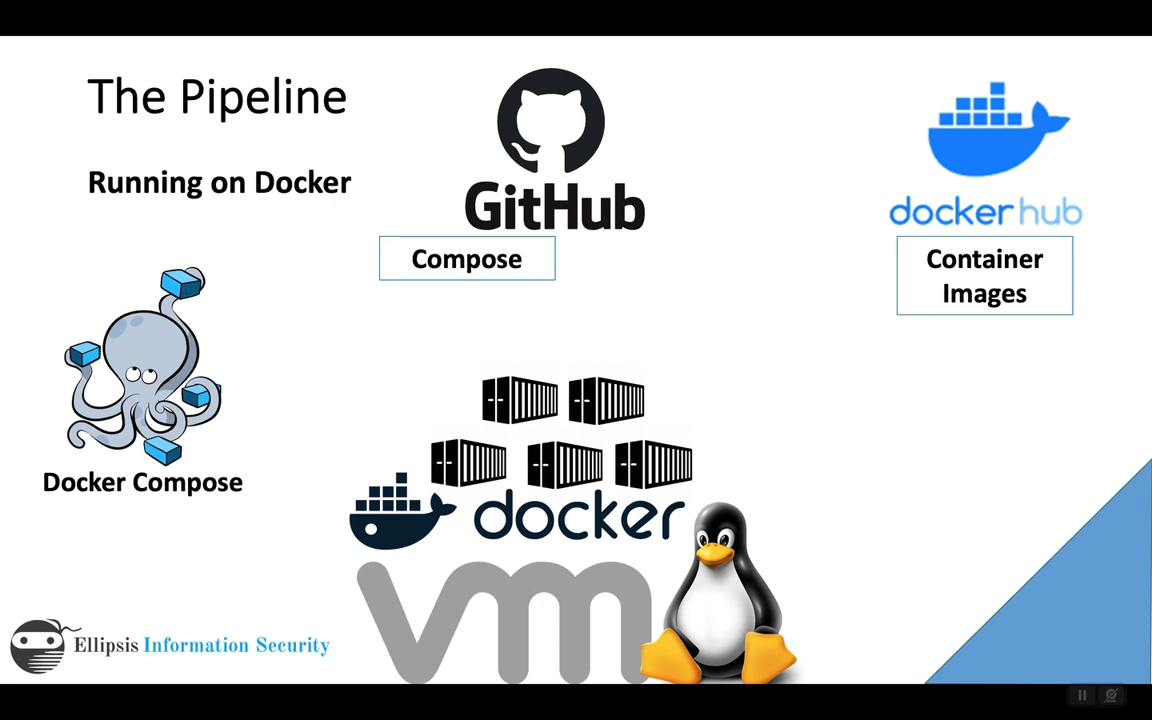 The Pipeline
Running on Docker
GitHub
Compose
docker hub
Container
Images
Docker Compose
docker
vm
Ellipsis Information Security